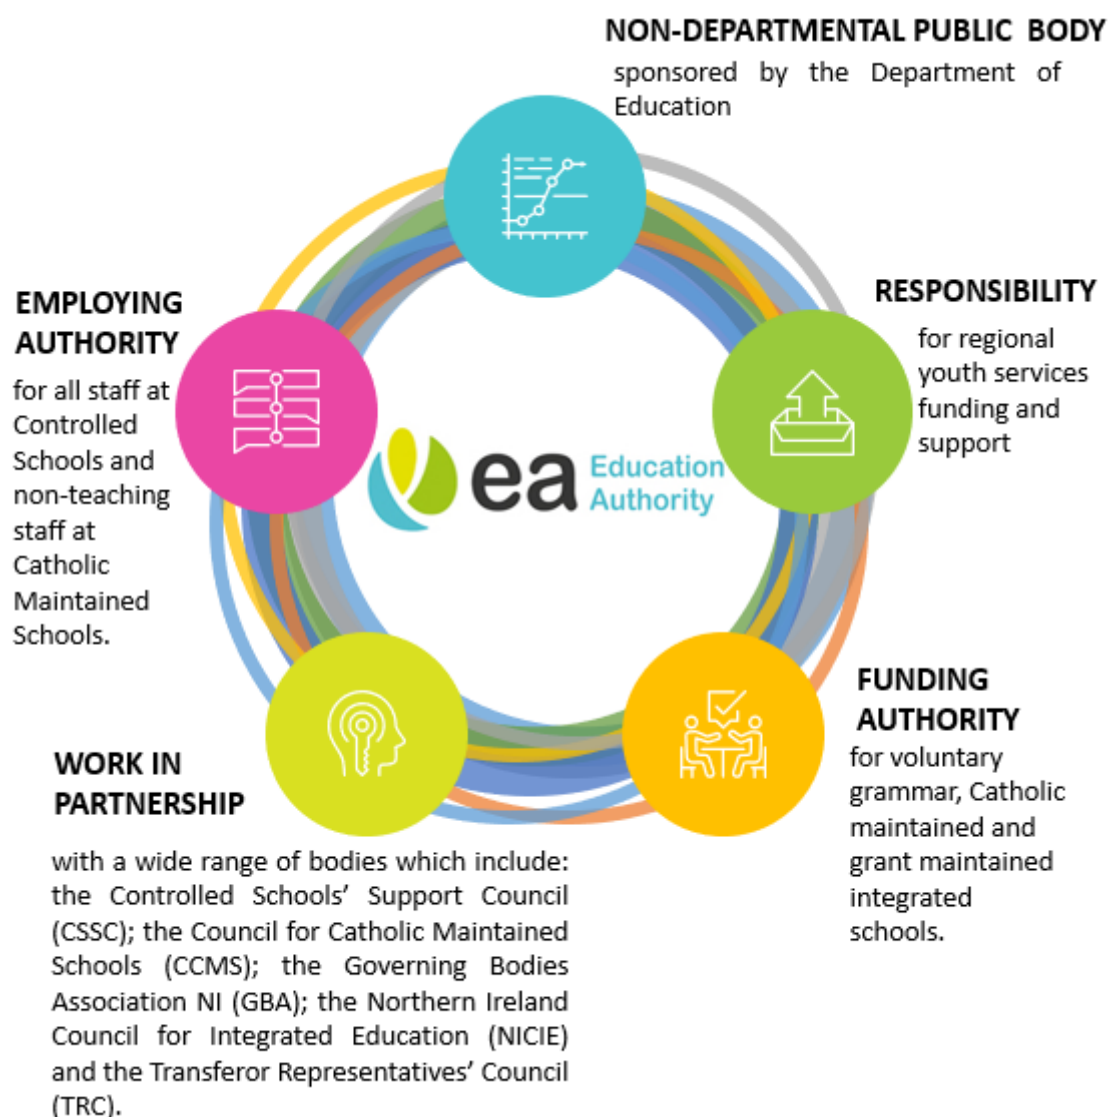 NON-DEPARTMENTAL PUBLIC BODY
sponsored by the Department of
Education
RESPONSIBILITY
for regional
youth services
funding and
support
FUNDING
AUTHORITY
for voluntary
grammar, Catholic
maintained and
grant maintained
integrated
schools.
WORK IN
PARTNERSHIP
with a wide range of bodies which include:
the Controlled Schools’ Support Council
(CSSC); the Council for Catholic Maintained
Schools (CCMS); the Governing Bodies
Association NI (GBA); the Northern Ireland
Council for Integrated Education (NICIE)
and the Transferor Representatives’ Council
(TRC).
EMPLOYING
AUTHORITY
for all staff at
Controlled
Schools and
non-teaching
staff at
Catholic
Maintained
Schools.
ea Education
Authority